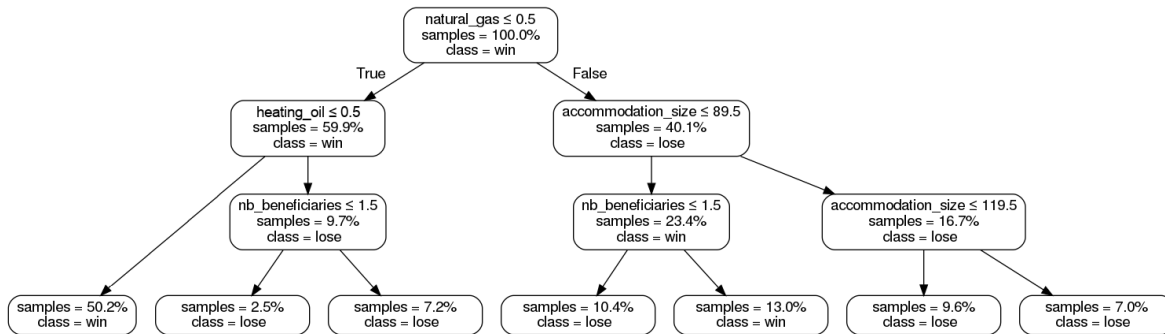 natural_gas ≤ 0.5
samples = 100.0%
class = win
True
False
heating_oil ≤ 0.5
samples = 59.9%
class = win
accommodation_size ≤ 89.5
samples = 40.1%
class = lose
nb_beneficiaries ≤ 1.5
samples = 9.7%
class = lose
nb_beneficiaries ≤ 1.5
samples = 23.4%
class = win
accommodation_size ≤ 119.5
samples = 16.7%
class = lose
samples = 50.2%
class = win
samples = 2.5%
class = lose
samples = 7.2%
class = lose
samples = 10.4%
class = lose
samples = 13.0%
class = win
samples = 9.6%
class = lose
samples = 7.0%
class = lose